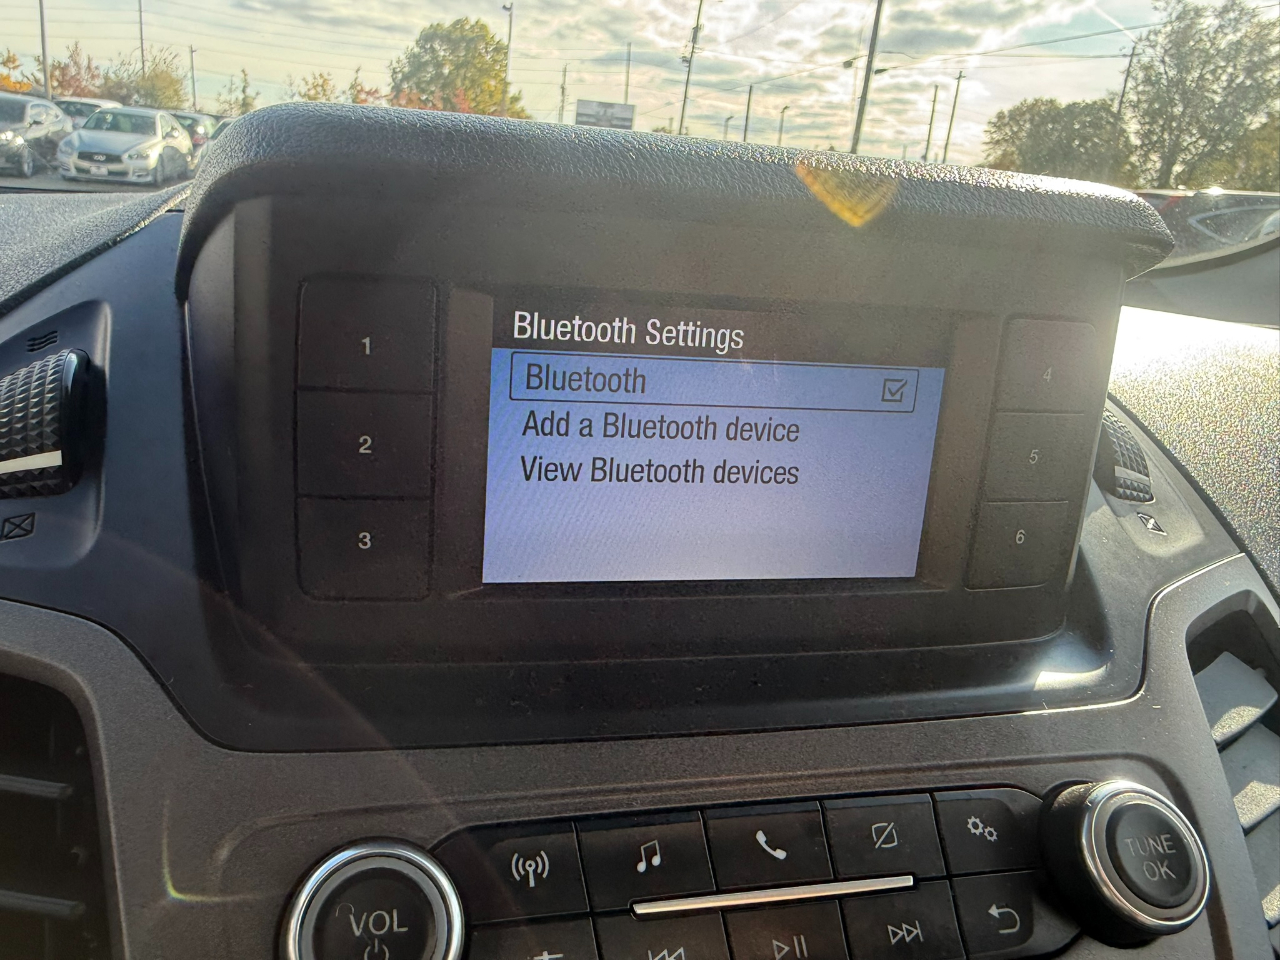 Bluetooth Settings
Bluetooth
Add a Bluetooth device
View Bluetooth devices
1
2
3
4
5
6
VOL
TUNE
OK